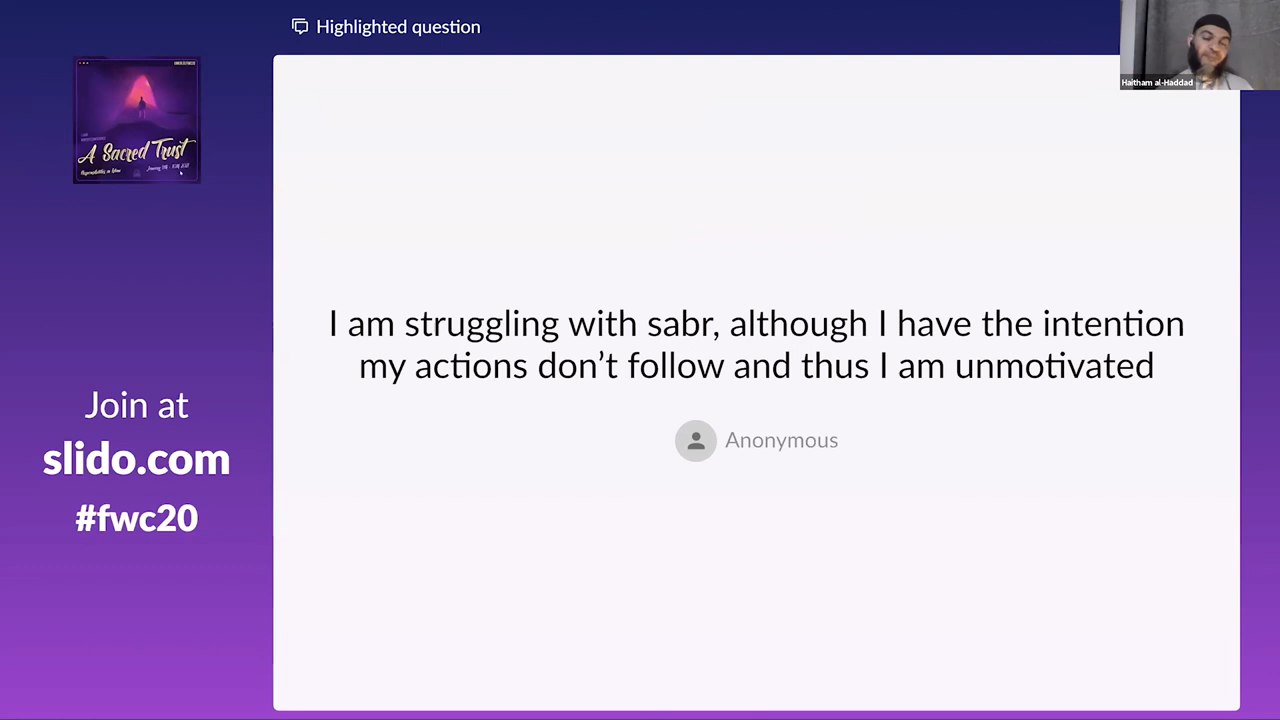 Highlighted question
Haitham al-Haddad
A Sacred Trust
I am struggling with sabr, although I have the intention
my actions don’t follow and thus I am unmotivated
Anonymous
Join at
slido.com
#fwc20